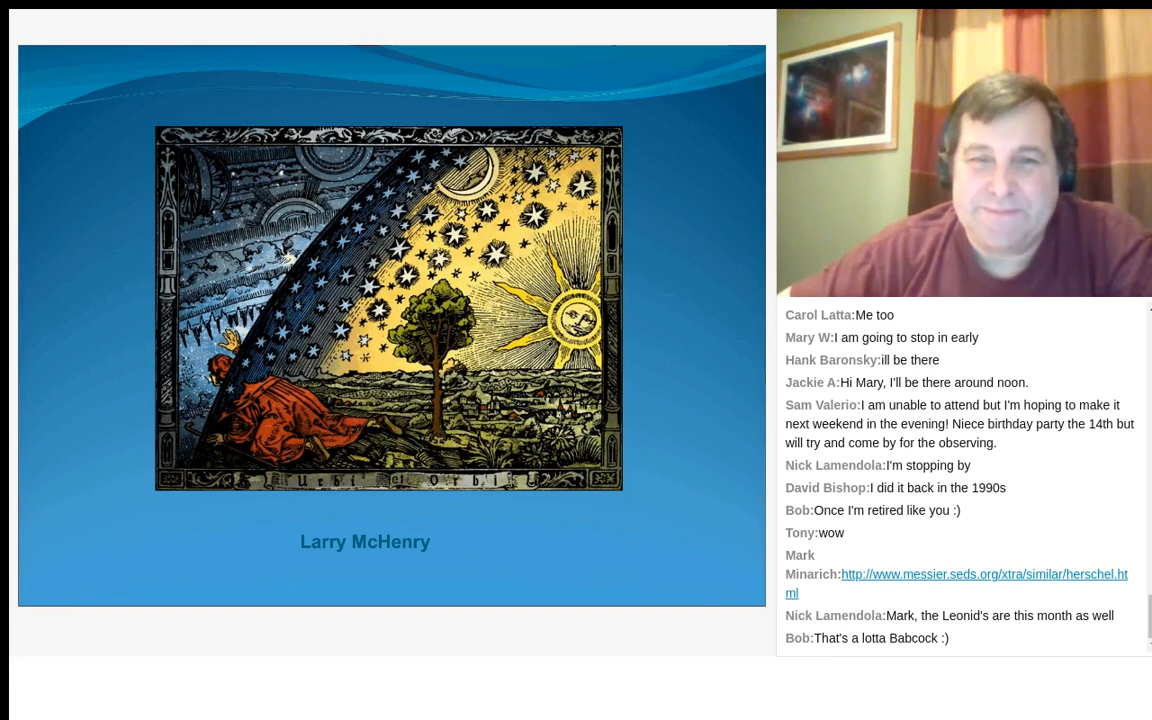 Urbi et Orbi
Larry McHenry
Carol Latta:Me too
Mary W:I am going to stop in early
Hank Baronsky:ill be there
Jackie A:Hi Mary, I'll be there around noon.
Sam Valerio:I am unable to attend but I'm hoping to make it
next weekend in the evening! Niece birthday party the 14th but
will try and come by for the observing.
Nick Lamendola:I'm stopping by
David Bishop:I did it back in the 1990s
Bob:Once I'm retired like you :)
Tony:wow
Mark
Minarich:http://www.messier.seds.org/xtra/similar/herschel.ht
ml
Nick Lamendola:Mark, the Leonid's are this month as well
Bob:That's a lotta Babcock :)